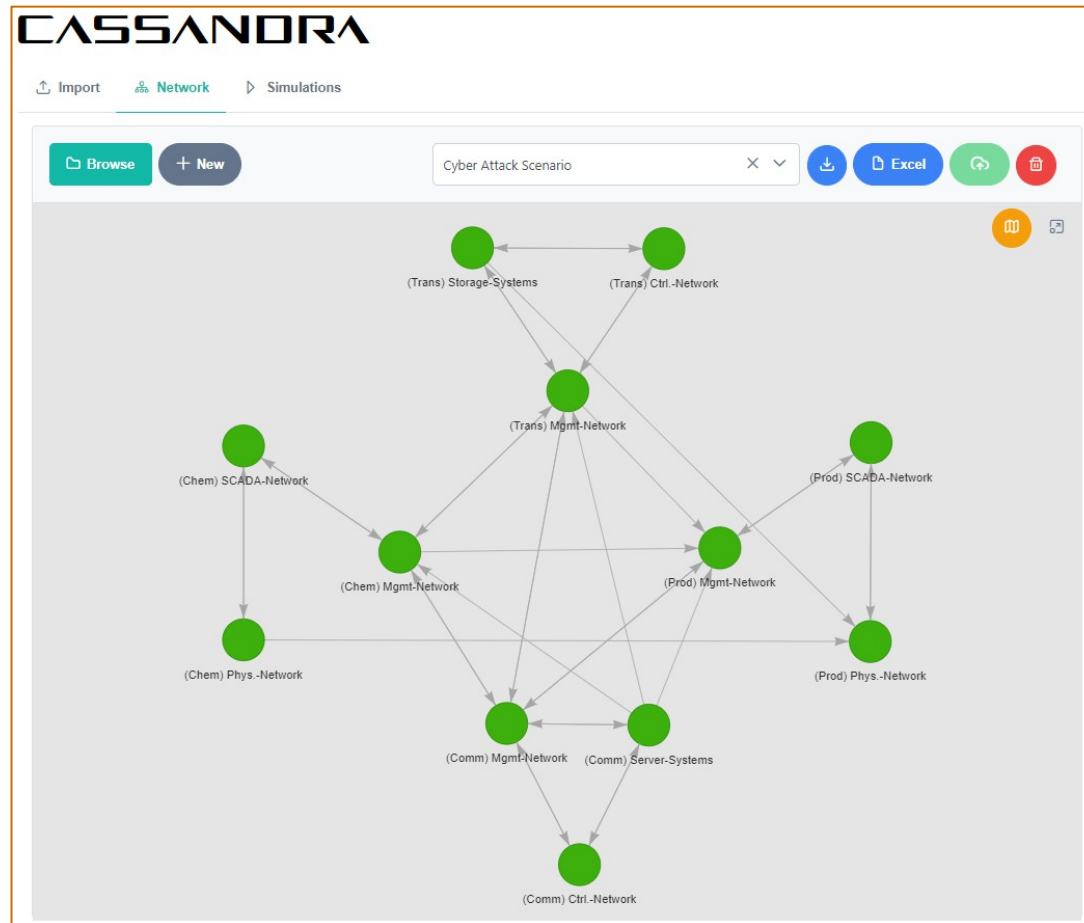 CASSANDRA
Import Network Simulations
Browse New Cyber Attack Scenario Excel
(Trans) Storage-Systems (Trans) Ctrl.-Network
(Trans) Mgmt-Network
(Chem) SCADA-Network (Prod) SCADA-Network
(Chem) Mgmt-Network (Prod) Mgmt-Network
(Chem) Phys.-Network (Prod) Phys.-Network
(Comm) Mgmt-Network (Comm) Server-Systems
(Comm) Ctrl.-Network